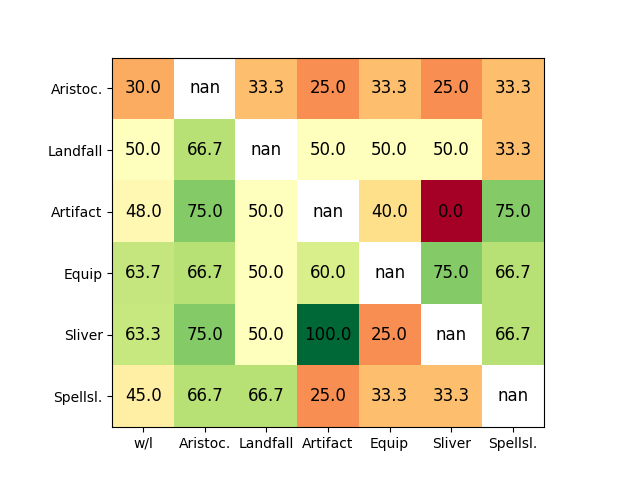 Aristoc. 30.0 nan 33.3 25.0 33.3 25.0 33.3
Landfall 50.0 66.7 nan 50.0 50.0 50.0 33.3
Artifact 48.0 75.0 50.0 nan 40.0 0.0 75.0
Equip 63.7 66.7 50.0 60.0 nan 75.0 66.7
Sliver 63.3 75.0 50.0 100.0 25.0 nan 66.7
Spellsl. 45.0 66.7 66.7 25.0 33.3 33.3 nan
w/l Aristoc. Landfall Artifact Equip Sliver Spellsl.